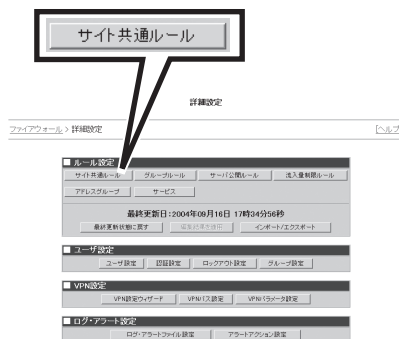 サイト共通ルール
詳細設定
ファイアウォール > 詳細設定 [ヘルプ
■ ルール設定
サイト共通ルール グループルール サーバ公開ルール 流入量制限ルール
アドレスグループ サービス
最終更新日:2004年09月16日 17時34分56秒
最終更新状態に戻す 編集結果を適用 インポート/エクスポート
■ ユーザ設定
ユーザ設定 認証設定 ロックアウト設定 グループ設定
■ VPN設定
VPN設定ウィザード VPNパス設定 VPNパラメータ設定
■ ログ・アラート設定
ログ・アラートファイル設定 アラートアクション設定